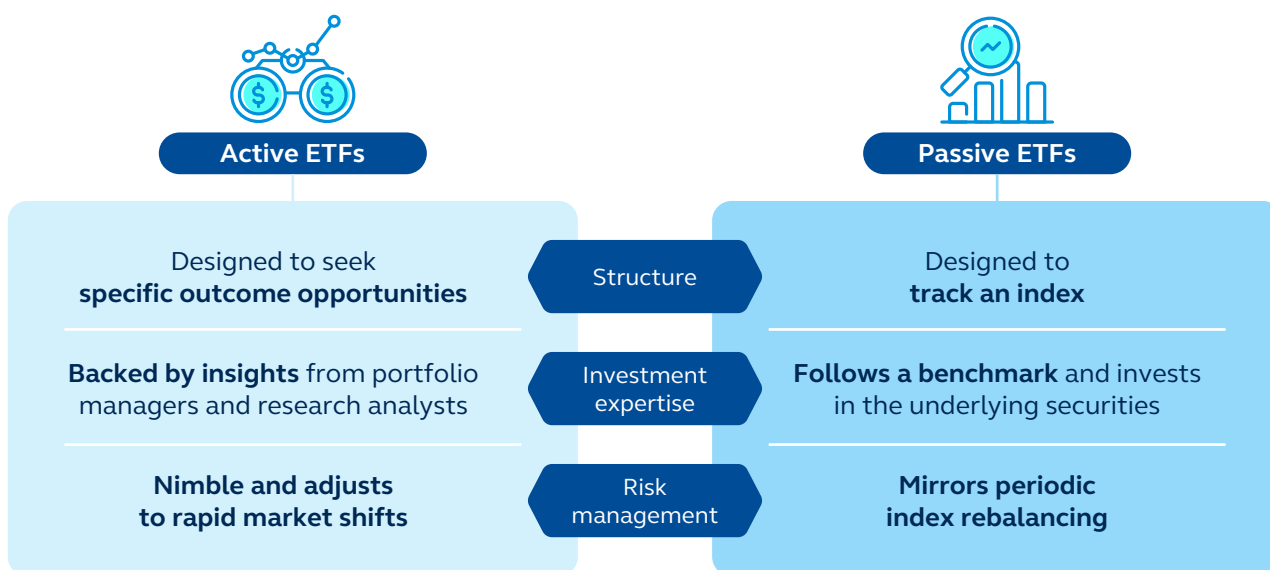 Active ETFs
Passive ETFs
Designed to seek
specific outcome opportunities
Structure
Designed to
track an index
Backed by insights from portfolio
managers and research analysts
Investment
expertise
Follows a benchmark and invests
in the underlying securities
Nimble and adjusts
to rapid market shifts
Risk
management
Mirrors periodic
index rebalancing
$
$